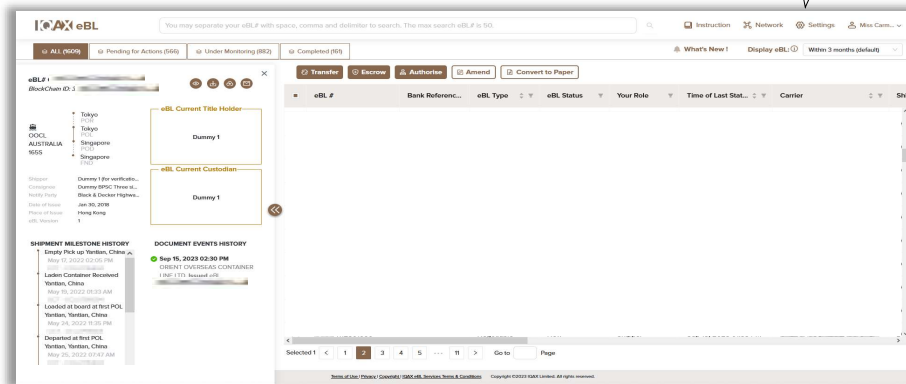 IQAX eBL
You may separate your eBL# with space, comms and delimiter to search. The max search eBL# is 50.
Instruction Network Settings Miss Carm...
ALL (1609) Pending for Actions (566) Under Monitoring (882) Completed (161)
What's New ! Display eBL: Within 3 months (default)
eBL#
BlockChain ID:
Transfer Escrow Authorise Amend Convert to Paper
eBL # Bank Referenc... eBL Type eBL Status Your Role Time of Last Stat... Carrier Shi
OOCL
AUSTRALIA
165S
Tokyo
POR
Tokyo
POL
Singapore
POD
Singapore
FND
eBL Current Title Holder
Dummy 1
eBL Current Custodian
Dummy 1
Shipper Dummy 1 (for verificatio...
Consignee Dummy BPSC Three si...
Notify Party Black & Decker Highwa...
Date of Issue Jan 30, 2018
Place of Issue Hong Kong
eBL Version 1
SHIPMENT MILESTONE HISTORY
Empty Pick up Yantian, China
May 17, 2022 02:05 PM
Laden Container Received
Yantian, China
May 19, 2022 01:33 AM
Loaded at board at first POL
Yantian, Yantian, China
May 24, 2022 11:35 PM
Departed at first POL
Yantian, Yantian, China
May 25, 2022 07:47 AM
DOCUMENT EVENTS HISTORY
Sep 15, 2023 02:30 PM
ORIENT OVERSEAS CONTAINER
LINE LTD. Issued eBL
Selected 1 < 1 2 3 4 5 ... 11 > Go to Page
Terms of Use | Privacy | Copyright | IQAX eBL Services Terms & Conditions Copyright ©2023 IQAX Limited. All rights reserved.